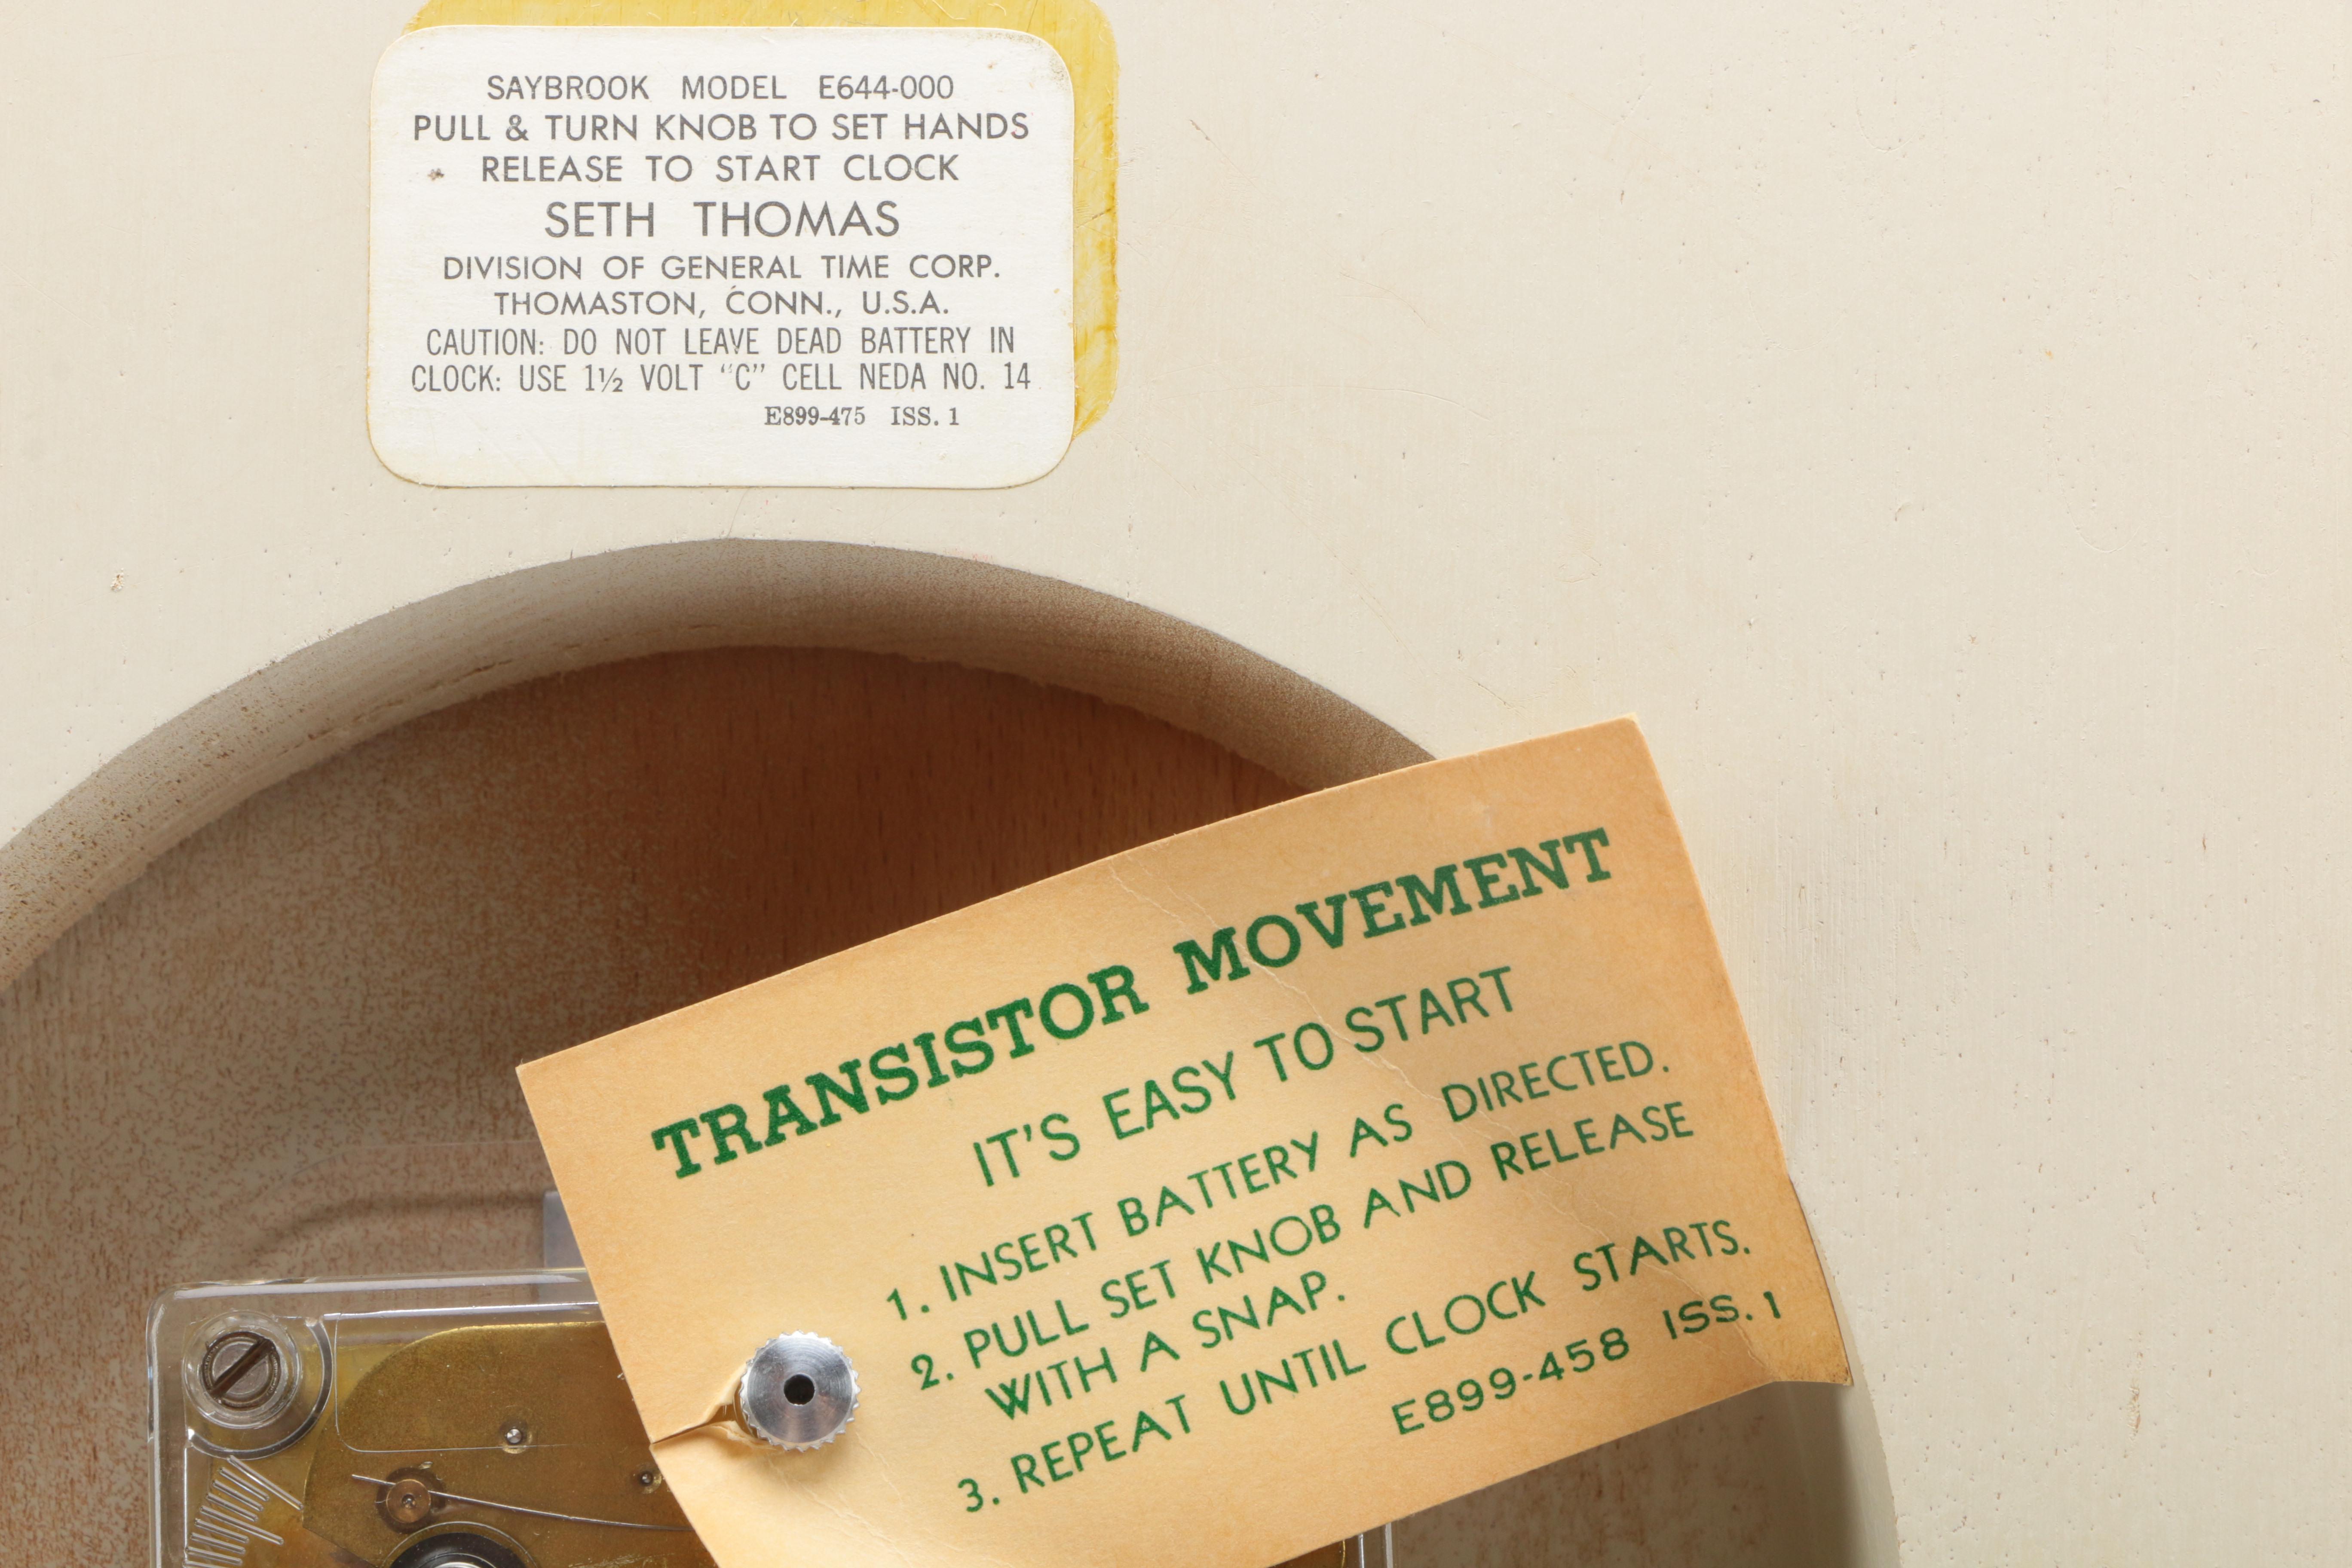 SAYBROOK MODEL E644-000
PULL & TURN KNOB TO SET HANDS
RELEASE TO START CLOCK
SETH THOMAS
DIVISION OF GENERAL TIME CORP.
THOMASTON, CONN., U.S.A.
CAUTION: DO NOT LEAVE DEAD BATTERY IN
CLOCK: USE 1½ VOLT “C” CELL NEDA NO. 14
E899-475 ISS. 1
TRANSISTOR MOVEMENT
IT'S EASY TO START
1. INSERT BATTERY AS DIRECTED.
2. PULL SET KNOB AND RELEASE
WITH A SNAP.
3. REPEAT UNTIL CLOCK STARTS.
E899-458 ISS. 1